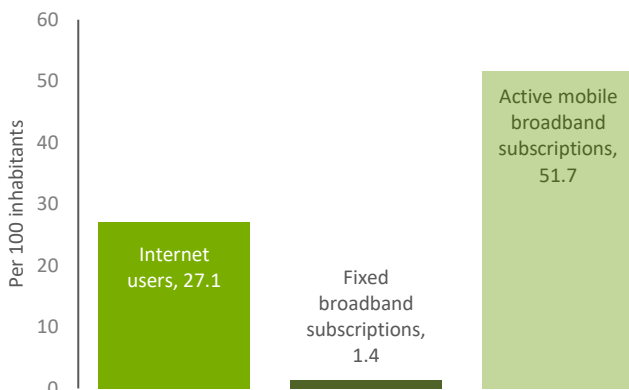 60
50
40
30
20
10
0
Per 100 inhabitants
Internet
users, 27.1
Fixed
broadband
subscriptions,
1.4
Active mobile
broadband
subscriptions,
51.7